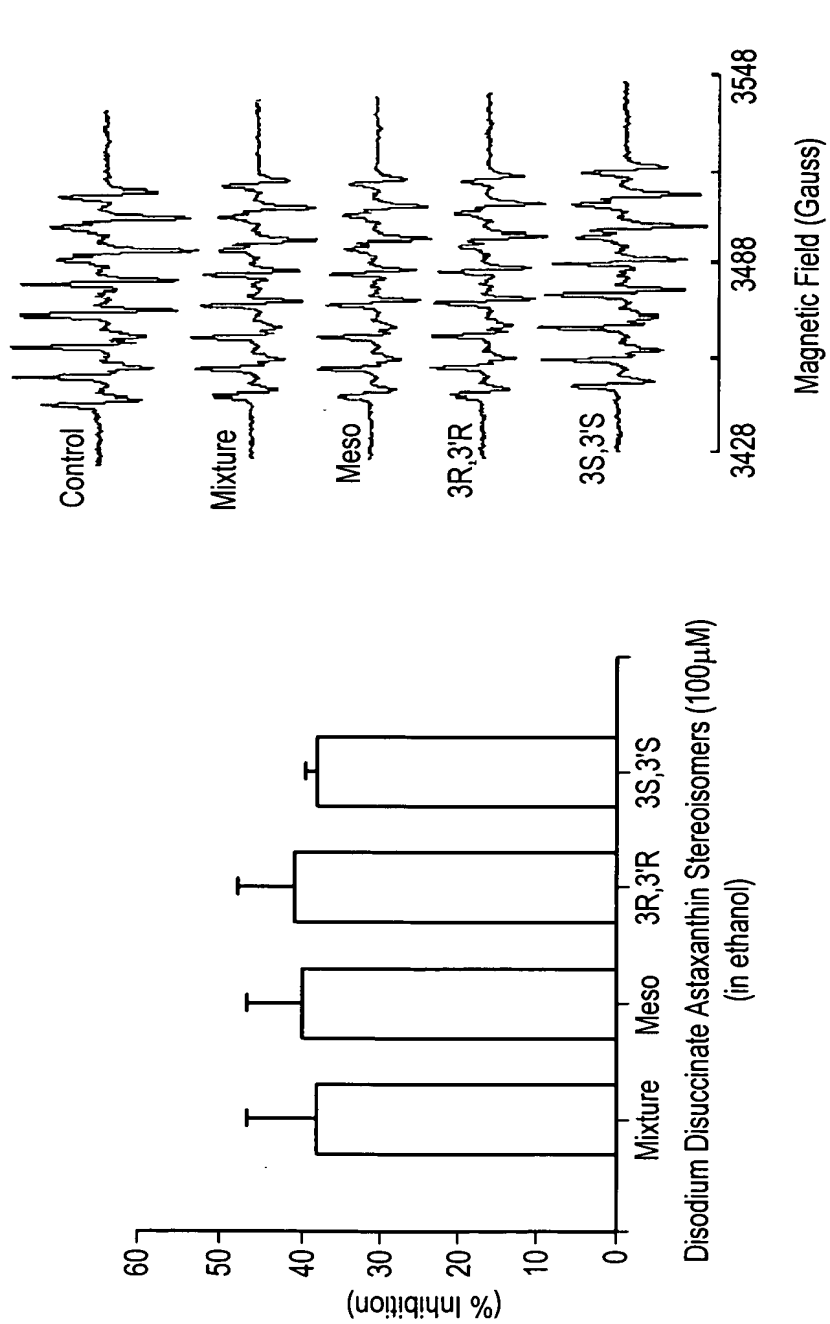 (% Inhibition)
60
50
40
30
20
10
0
Mixture
Meso
3R,3'R
3S,3'S
Disodium Disuccinate Astaxanthin Stereoisomers (100μM)
(in ethanol)
Control
Mixture
Meso
3R,3'R
3S,3'S
3428
3488
3548
Magnetic Field (Gauss)